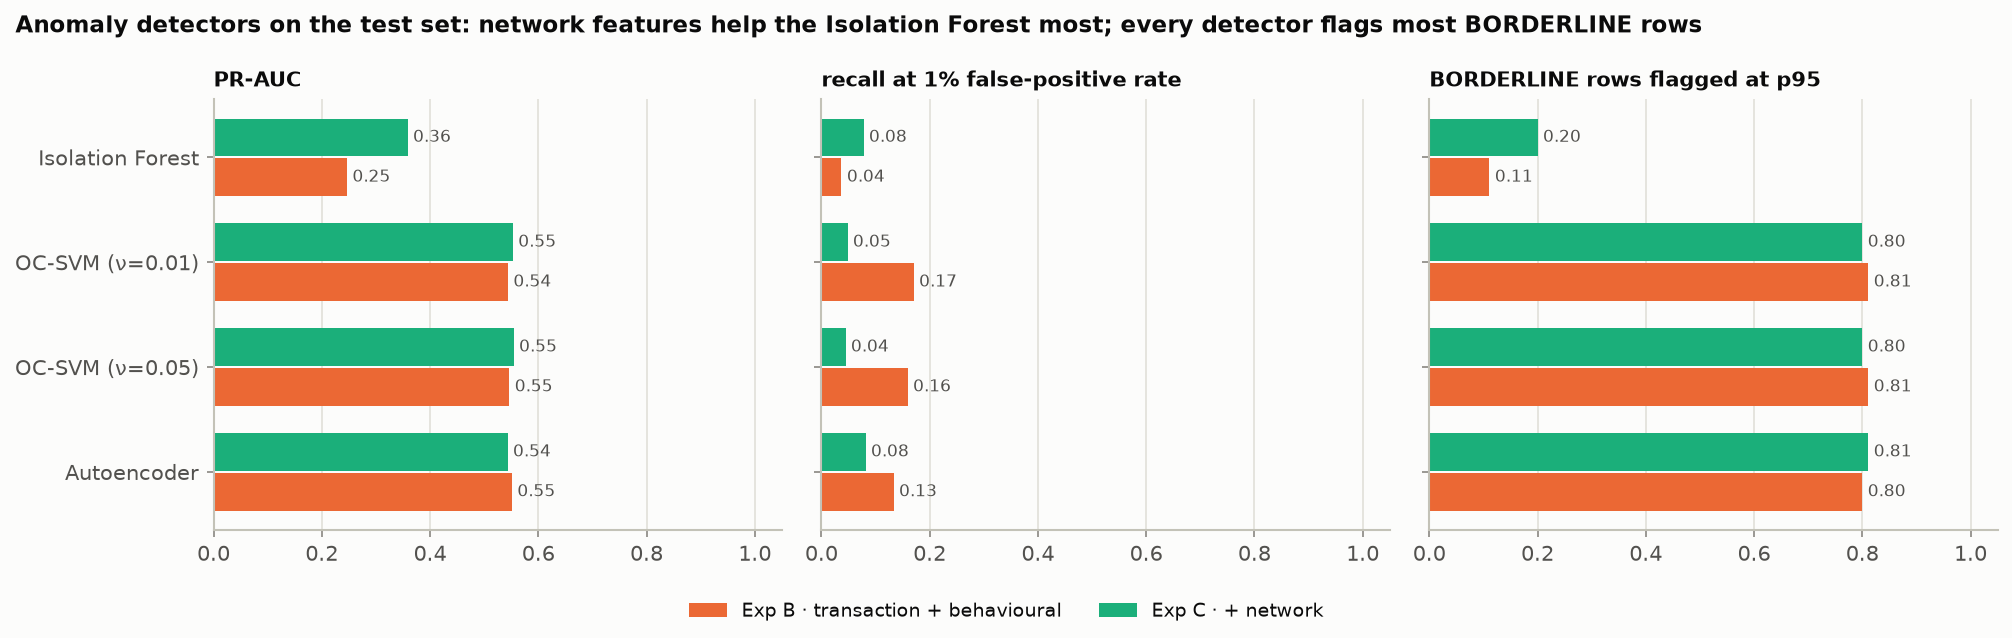 Anomaly detectors on the test set: network features help the Isolation Forest most; every detector flags most BORDERLINE rows
PR-AUC
Isolation Forest
0.36
0.25
OC-SVM (ν=0.01)
0.55
0.54
OC-SVM (ν=0.05)
0.55
0.55
Autoencoder
0.54
0.55
0.0 0.2 0.4 0.6 0.8 1.0
recall at 1% false-positive rate
0.08
0.04
0.05
0.17
0.04
0.16
0.08
0.13
0.0 0.2 0.4 0.6 0.8 1.0
BORDERLINE rows flagged at p95
0.20
0.11
0.80
0.81
0.80
0.81
0.81
0.80
0.0 0.2 0.4 0.6 0.8 1.0
Exp B · transaction + behavioural
Exp C · + network